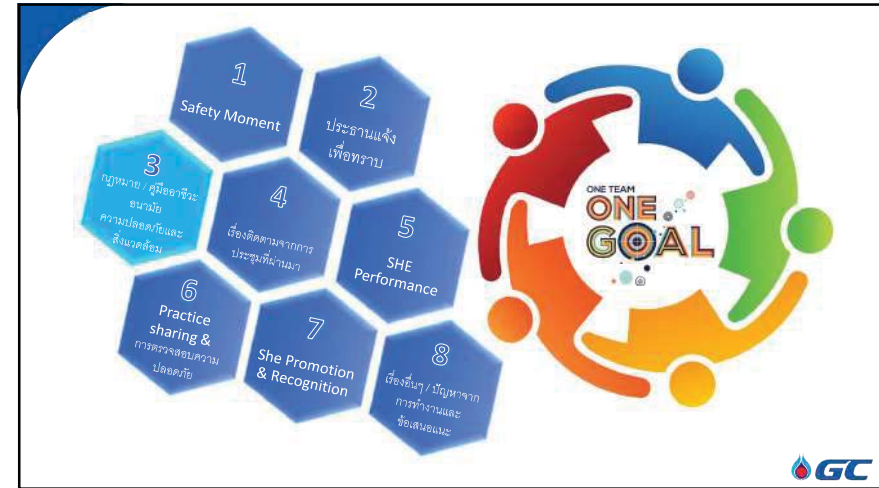 1
Safety Moment
2
ประธานแจ้ง
เพื่อทราบ
3
กฎหมาย / คู่มืออาชีวะ
อนามัย
ความปลอดภัยและ
สิ่งแวดล้อม
4
เรื่องติดตามจากการ
ประชุมที่ผ่านมา
5
SHE
Performance
6
Practice
sharing &
การตรวจสอบความ
ปลอดภัย
7
She Promotion
& Recognition
8
เรื่องอื่นๆ / ปัญหาจาก
การทำงานและ
ข้อเสนอแนะ
ONE TEAM
ONE
GOAL
GC